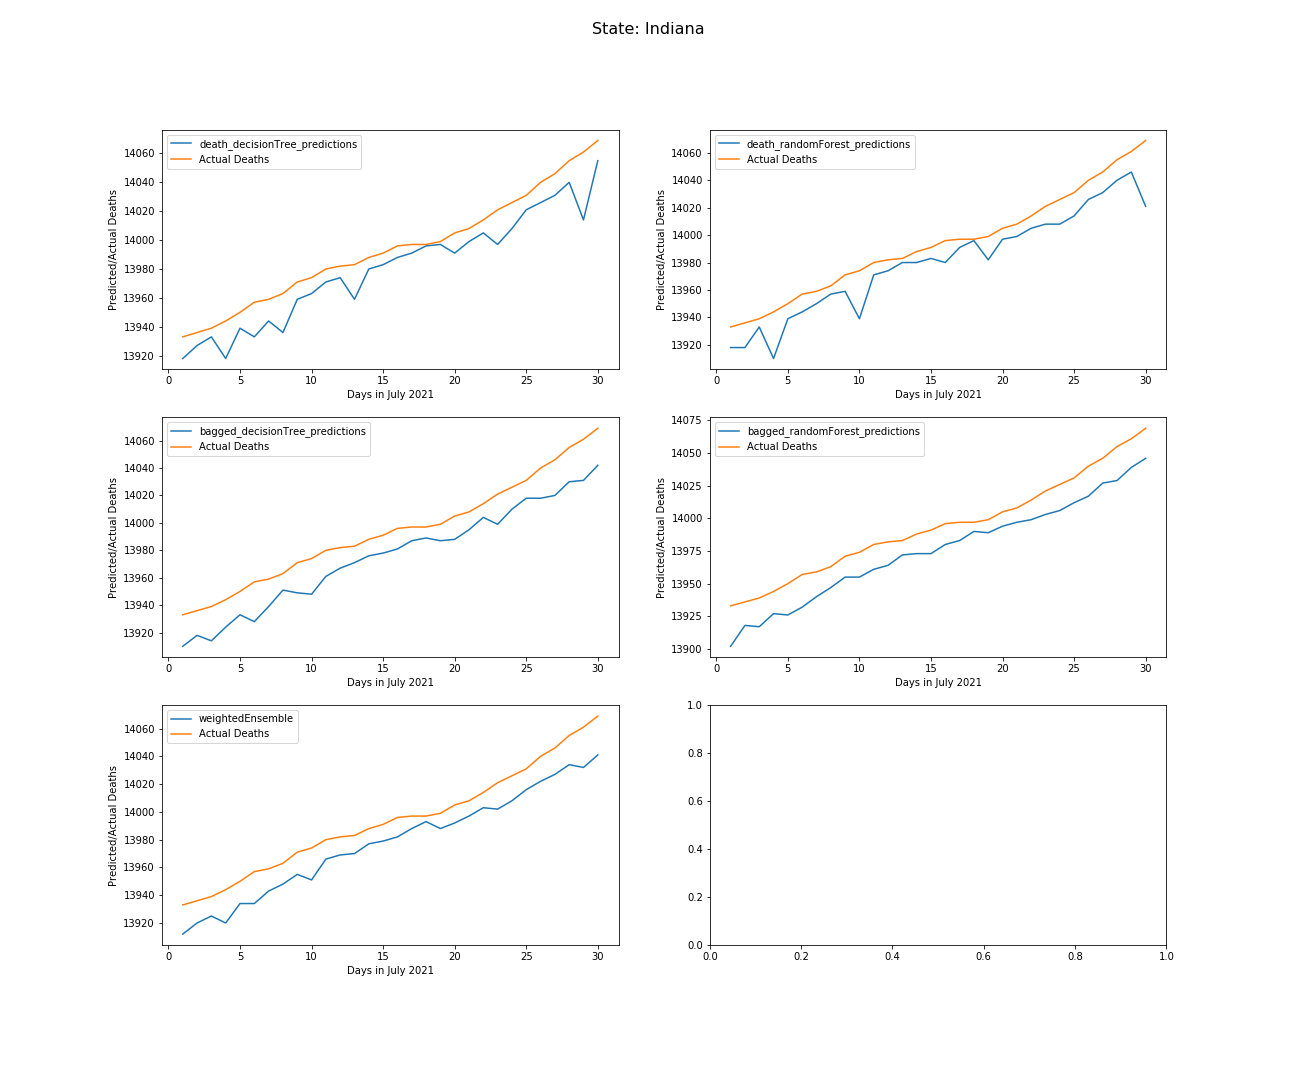 State: Indiana
death_decisionTree_predictions
Actual Deaths
14060
14040
14020
14000
13980
13960
13940
13920
Predicted/Actual Deaths
0 5 10 15 20 25 30
Days in July 2021
death_randomForest_predictions
Actual Deaths
14060
14040
14020
14000
13980
13960
13940
13920
Predicted/Actual Deaths
0 5 10 15 20 25 30
Days in July 2021
bagged_decisionTree_predictions
Actual Deaths
14060
14040
14020
14000
13980
13960
13940
13920
Predicted/Actual Deaths
0 5 10 15 20 25 30
Days in July 2021
bagged_randomForest_predictions
Actual Deaths
14075
14050
14025
14000
13975
13950
13925
13900
Predicted/Actual Deaths
0 5 10 15 20 25 30
Days in July 2021
weightedEnsemble
Actual Deaths
14060
14040
14020
14000
13980
13960
13940
13920
Predicted/Actual Deaths
0 5 10 15 20 25 30
Days in July 2021
1.0
0.8
0.6
0.4
0.2
0.0
0.0 0.2 0.4 0.6 0.8 1.0